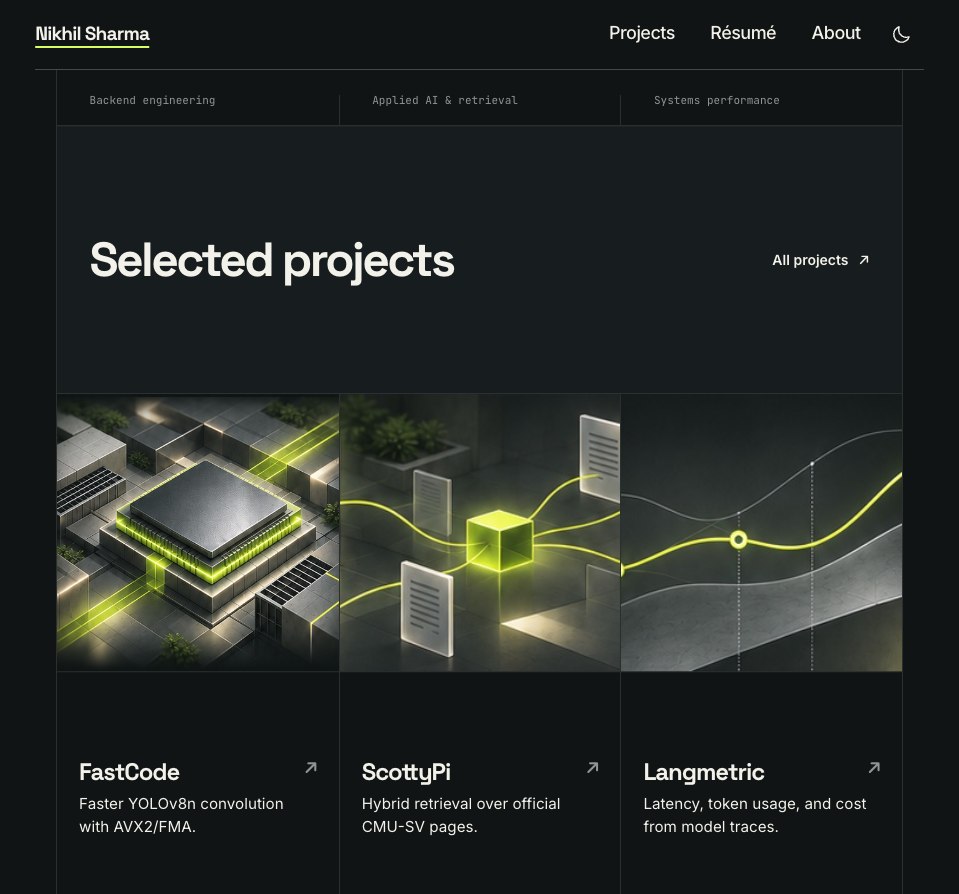 Nikhil Sharma
Projects
Résumé
About
Backend engineering
Applied AI & retrieval
Systems performance
Selected projects
All projects
FastCode
Faster YOLOv8n convolution
with AVX2/FMA.
ScottyPi
Hybrid retrieval over official
CMU-SV pages.
Langmetric
Latency, token usage, and cost
from model traces.